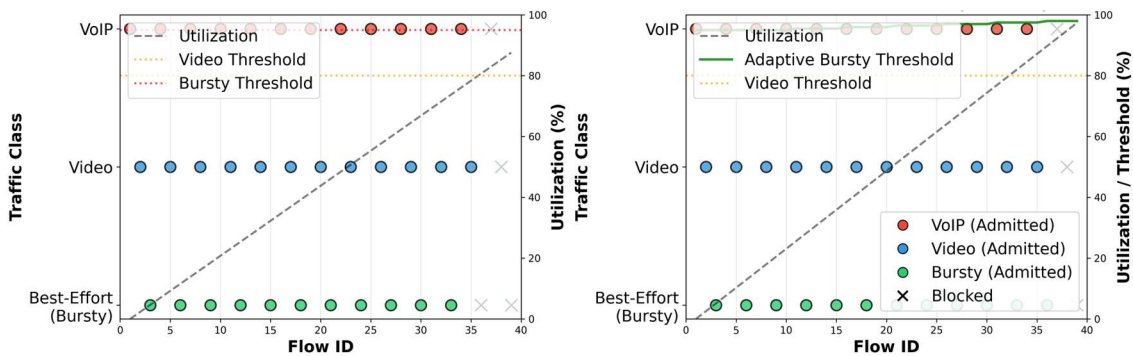 VoIP
Video
Best-Effort
(Bursty)
Traffic Class
Utilization
Video Threshold
Bursty Threshold
100
80
60
40
20
0
Utilization (%)
0
5
10
15
20
25
30
35
40
Flow ID
VoIP
Video
Best-Effort
(Bursty)
Traffic Class
Utilization
Adaptive Bursty Threshold
Video Threshold
VoIP (Admitted)
Video (Admitted)
Bursty (Admitted)
Blocked
100
80
60
40
20
0
Utilization / Threshold (%)
0
5
10
15
20
25
30
35
40
Flow ID